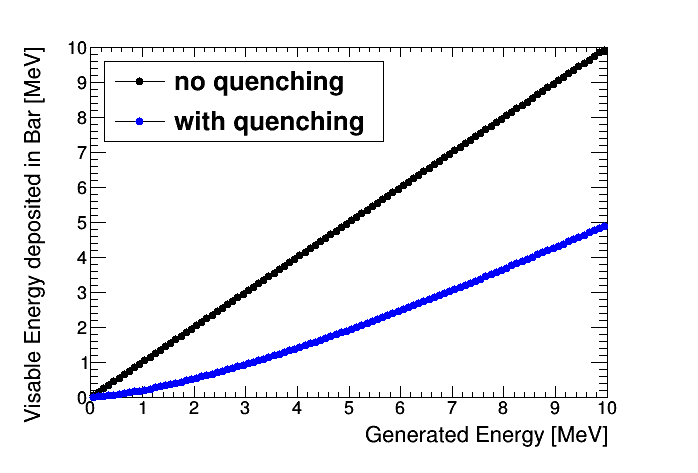 Visable Energy deposited in Bar [MeV]
10
9
8
7
6
5
4
3
2
1
0
no quenching
with quenching
0 1 2 3 4 5 6 7 8 9 10
Generated Energy [MeV]